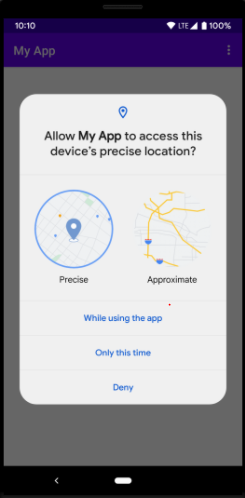 10:10 LTE 100%
My App
Allow My App to access this
device's precise location?
Precise Approximate
While using the app
Only this time
Deny